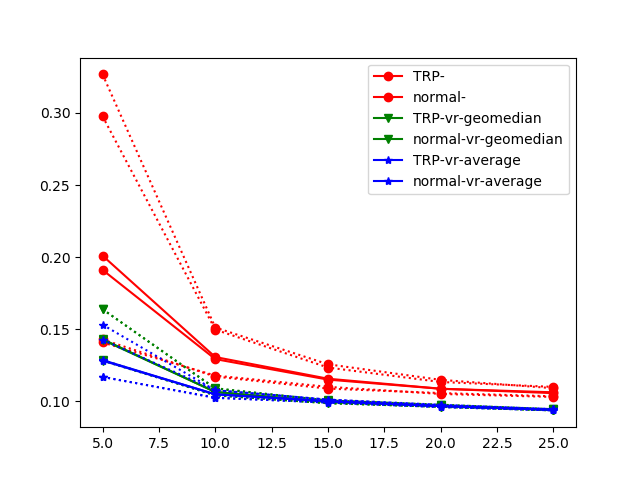 0.30
0.25
0.20
0.15
0.10
5.0 7.5 10.0 12.5 15.0 17.5 20.0 22.5 25.0
TRP-
normal-
TRP-vr-geomedian
normal-vr-geomedian
TRP-vr-average
normal-vr-average